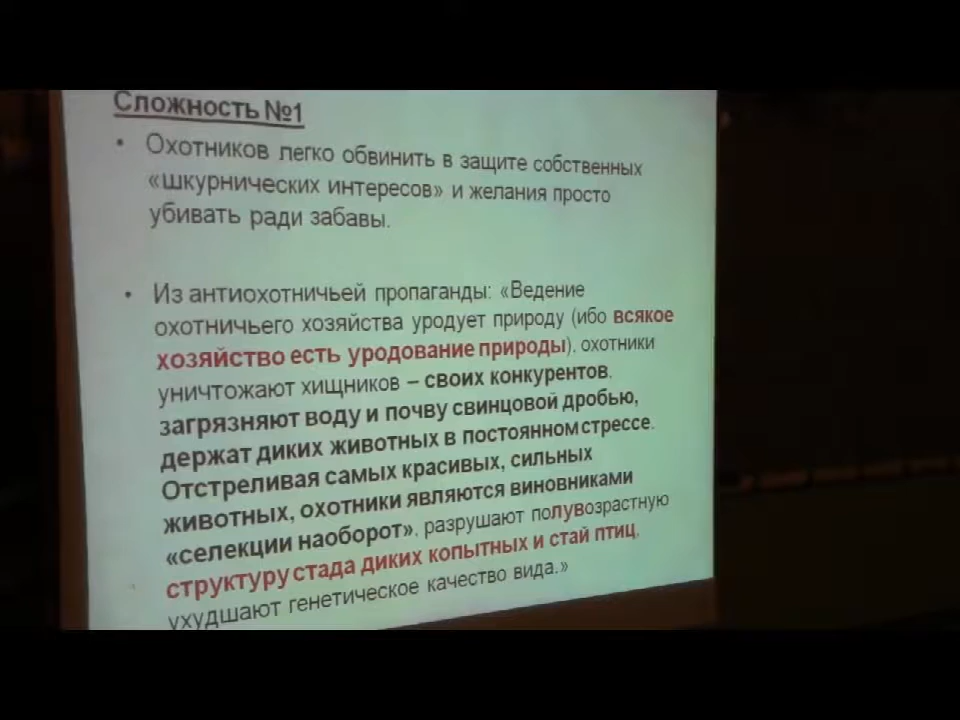 Сложность №1
• Охотников легко обвинить в защите собственных
«шкурнических интересов» и желания просто
убивать ради забавы.
• Из антиохотничьей пропаганды: «Ведение
охотничьего хозяйства уродует природу (ибо всякое
хозяйство есть уродование природы), охотники
уничтожают хищников – своих конкурентов,
загрязняют воду и почву свинцовой дробью,
держат диких животных в постоянном стрессе.
Отстреливая самых красивых, сильных
животных, охотники являются виновниками
«селекции наоборот», разрушают полувозрастную
структуру стада диких копытных и стай птиц,
ухудшают генетическое качество вида.»